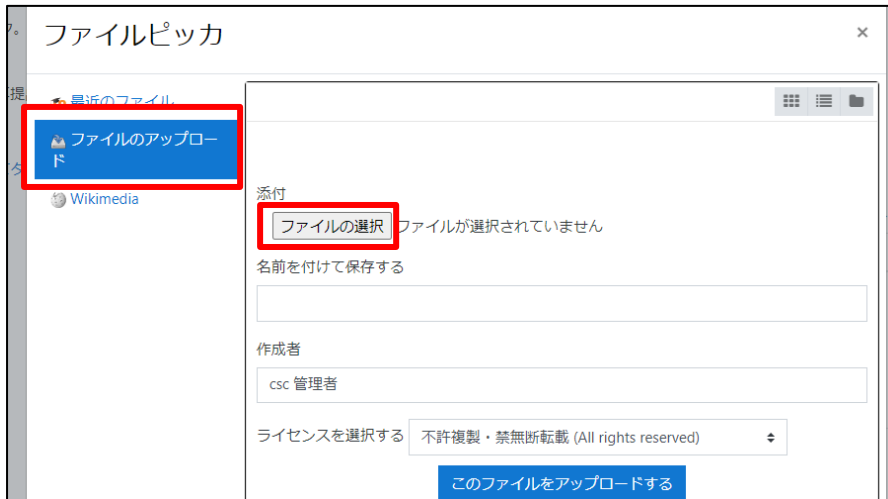 ファイルピッカ
×
最近のファイル
ファイルのアップロー
ド
Wikimedia
添付
ファイルの選択 ファイルが選択されていません
名前を付けて保存する
作成者
csc 管理者
ライセンスを選択する 不許複製・禁無断転載 (All rights reserved)
このファイルをアップロードする